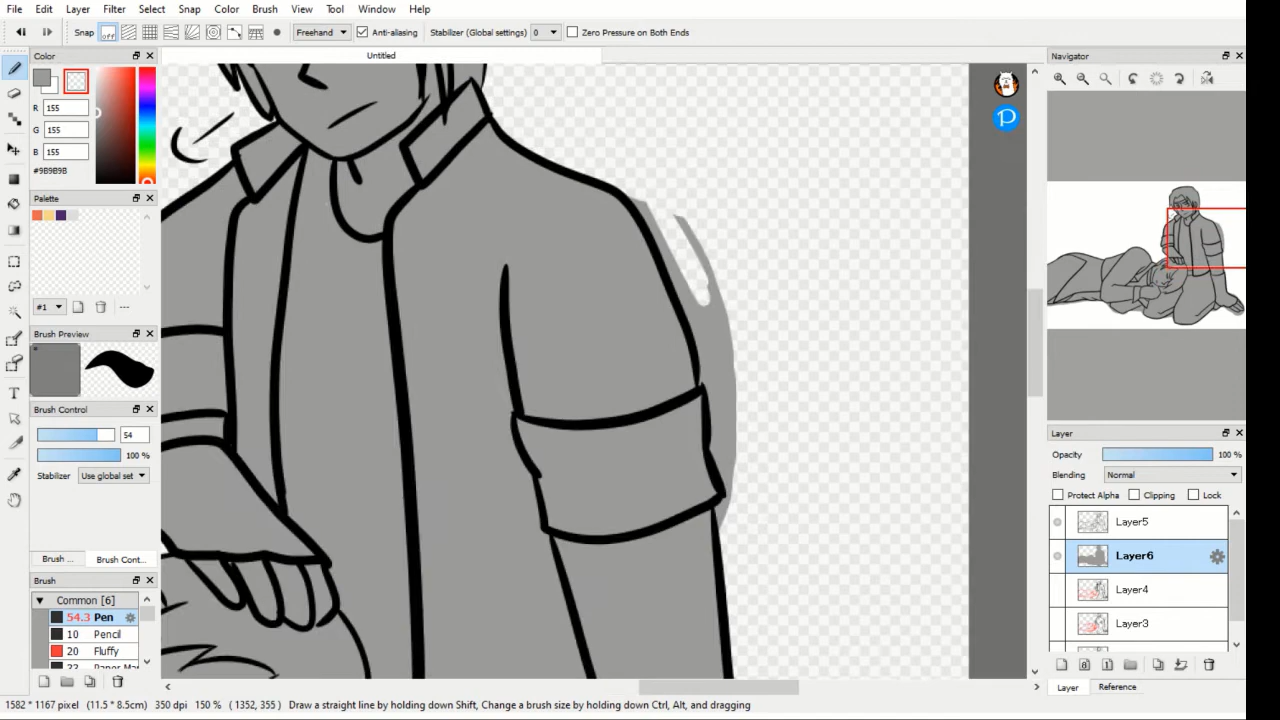 File Edit Layer Filter Select Snap Color Brush View Tool Window Help
Snap off Freehand Anti-aliasing Stabilizer (Global settings) 0 Zero Pressure on Both Ends
Color
Untitled
Navigator
R 155
G 155
B 155
#9B9B9B
Palette
#1
Brush Preview
Brush Control
54
100 %
Stabilizer Use global set
Brush ... Brush Cont...
Brush
Common [6]
54.3 Pen
10 Pencil
20 Fluffy
Layer
Opacity 100 %
Blending Normal
Protect Alpha Clipping Lock
Layer5
Layer6
Layer4
Layer3
Layer Reference
1582 * 1167 pixel (11.5 * 8.5cm) 350 dpi 150 % ( 1352, 355 ) Draw a straight line by holding down Shift, Change a brush size by holding down Ctrl, Alt, and dragging